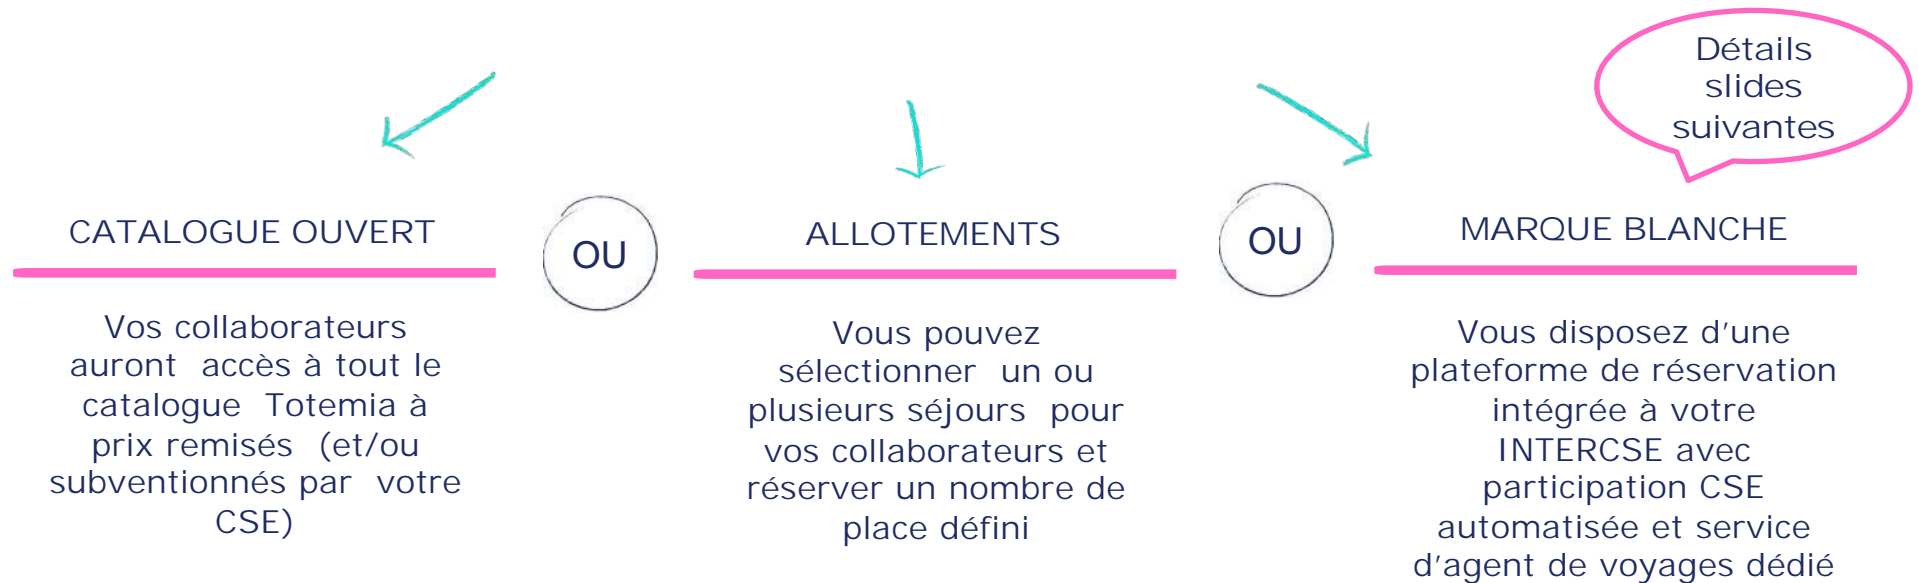 Détails
slides
suivantes
CATALOGUE OUVERT
Vos collaborateurs
auront accès à tout le
catalogue Totemia à
prix remisés (et/ou
subventionnés par votre
CSE)
OU
ALLOTEMENTS
Vous pouvez
sélectionner un ou
plusieurs séjours pour
vos collaborateurs et
réserver un nombre de
place défini
OU
MARQUE BLANCHE
Vous disposez d'une
plateforme de réservation
intégrée à votre
INTERCSE avec
participation CSE
automatisée et service
d'agent de voyages dédié